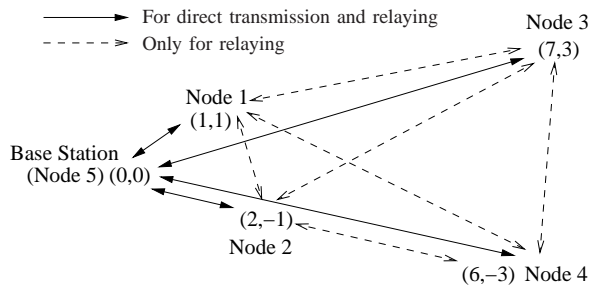 For direct transmission and relaying
Only for relaying
Node 3
(7,3)
Node 1
(1,1)
Base Station
(Node 5) (0,0)
(2,−1)
Node 2
(6,−3) Node 4